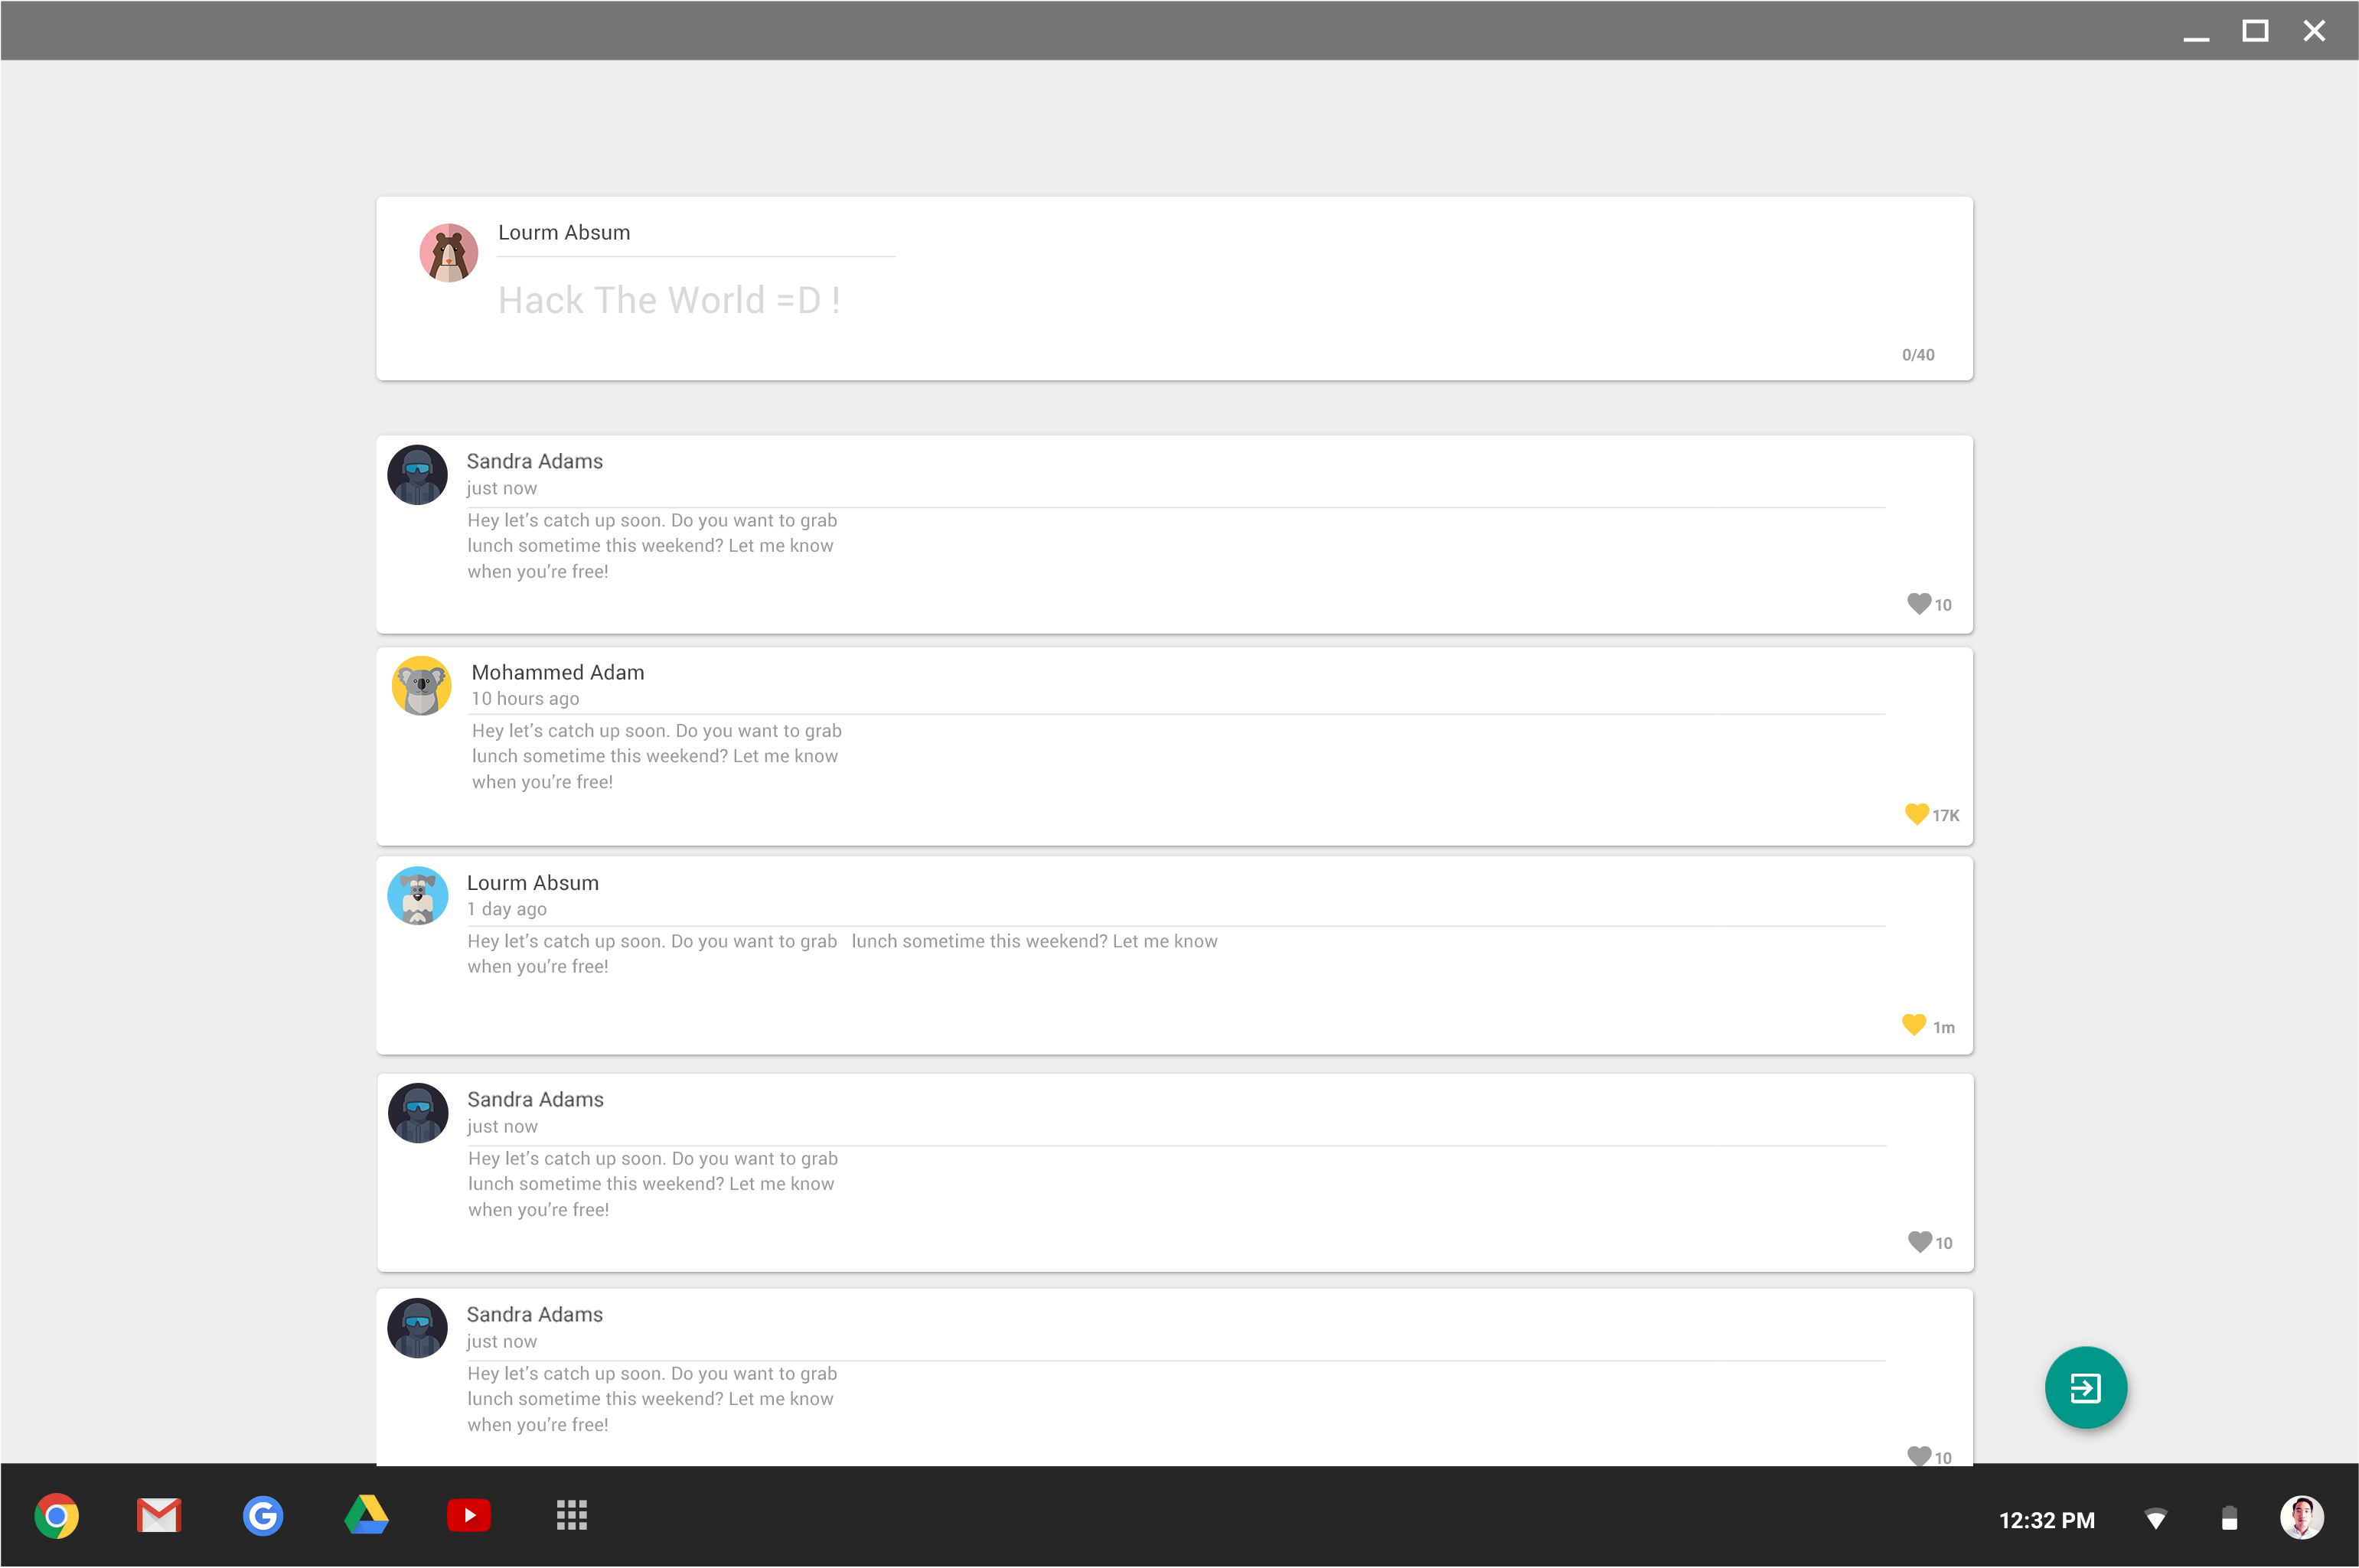 Lourm Absum
Hack The World =D !
0/40
Sandra Adams
just now
Hey let’s catch up soon. Do you want to grab
lunch sometime this weekend? Let me know
when you’re free!
10
Mohammed Adam
10 hours ago
Hey let’s catch up soon. Do you want to grab
lunch sometime this weekend? Let me know
when you’re free!
17K
Lourm Absum
1 day ago
Hey let’s catch up soon. Do you want to grab lunch sometime this weekend? Let me know
when you’re free!
1m
Sandra Adams
just now
Hey let’s catch up soon. Do you want to grab
lunch sometime this weekend? Let me know
when you’re free!
10
Sandra Adams
just now
Hey let’s catch up soon. Do you want to grab
lunch sometime this weekend? Let me know
when you’re free!
10
12:32 PM